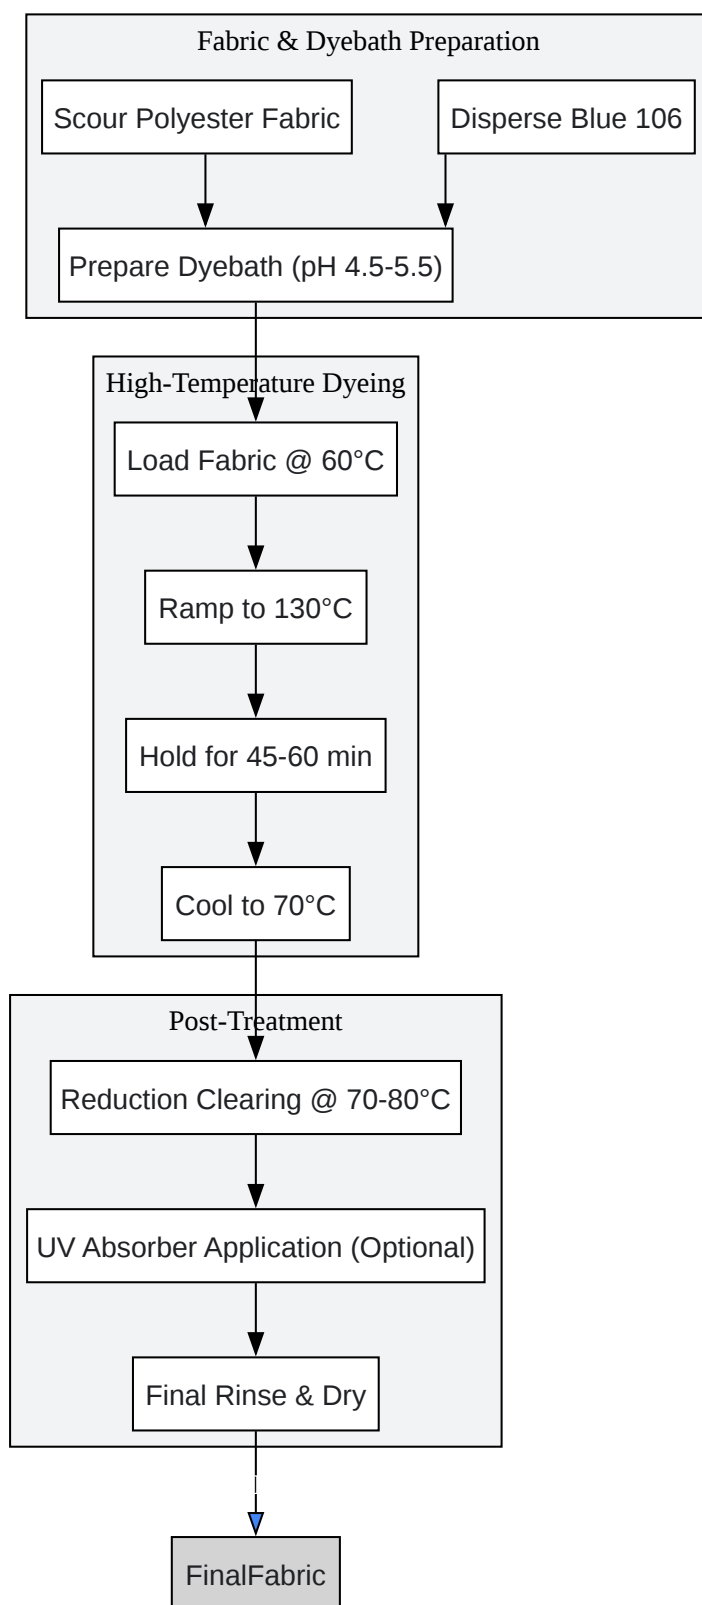 Fabric & Dyebath Preparation
Scour Polyester Fabric
Disperse Blue 106
Prepare Dyebath (pH 4.5-5.5)
High-Temperature Dyeing
Load Fabric @ 60°C
Ramp to 130°C
Hold for 45-60 min
Cool to 70°C
Post-Treatment
Reduction Clearing @ 70-80°C
UV Absorber Application (Optional)
Final Rinse & Dry
FinalFabric